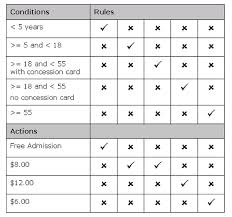 Conditions Rules
< 5 years ✓ × × × ×
>= 5 and < 18 × ✓ × × ×
>= 18 and < 55
with concession card × × ✓ × ×
>= 18 and < 55
no concession card × × × ✓ ×
>= 55 × × × × ✓
Actions
Free Admission ✓ × × × ×
$8.00 × ✓ ✓ × ×
$12.00 × × × ✓ ×
$6.00 × × × × ✓